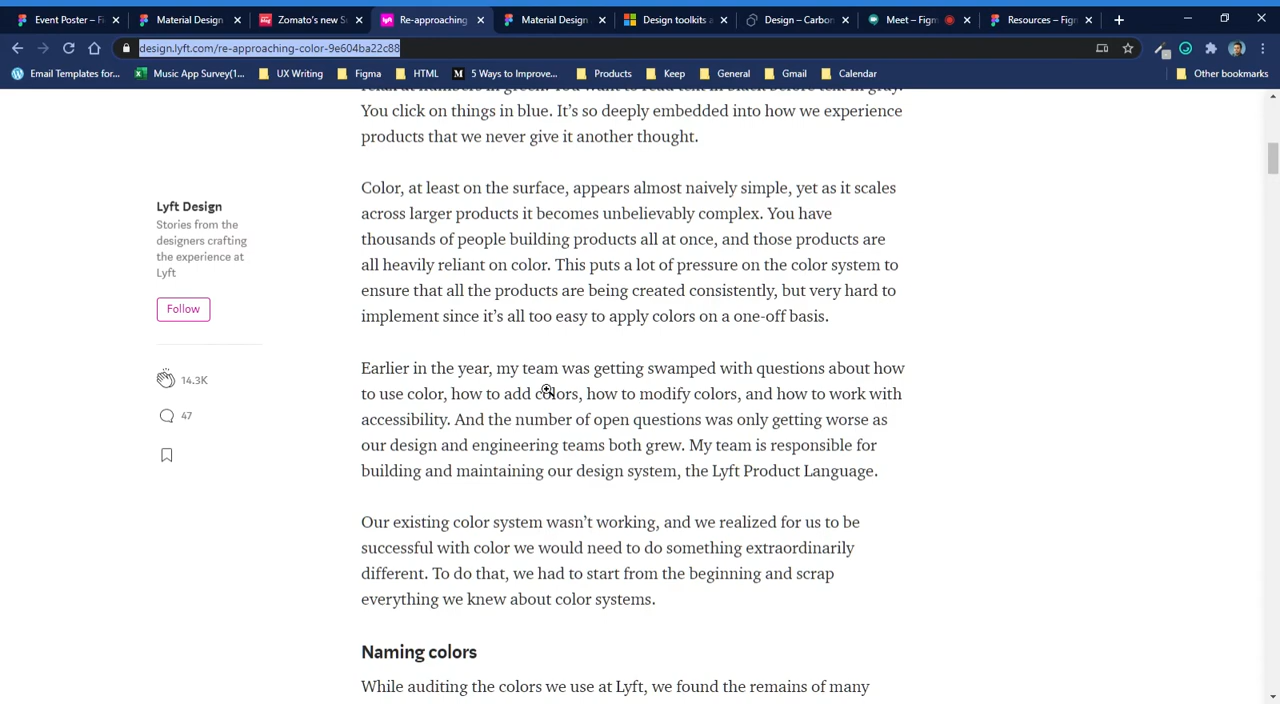 Event Poster – Fi
Material Design
Zomato's new S
Re-approaching
Material Design
Design toolkits a
Design – Carbon
Meet – Figm
Resources – Figm
design.lyft.com/re-approaching-color-9e604ba22c88
Email Templates for...
Music App Survey(1...
UX Writing
Figma
HTML
5 Ways to Improve...
Products
Keep
General
Gmail
Calendar
Other bookmarks
relax at numbers in green. You want to read text in black before text in gray.
You click on things in blue. It's so deeply embedded into how we experience
products that we never give it another thought.
Color, at least on the surface, appears almost naively simple, yet as it scales
across larger products it becomes unbelievably complex. You have
thousands of people building products all at once, and those products are
all heavily reliant on color. This puts a lot of pressure on the color system to
ensure that all the products are being created consistently, but very hard to
implement since it's all too easy to apply colors on a one-off basis.
Lyft Design
Stories from the
designers crafting
the experience at
Lyft
Follow
14.3K
47
Earlier in the year, my team was getting swamped with questions about how
to use color, how to add colors, how to modify colors, and how to work with
accessibility. And the number of open questions was only getting worse as
our design and engineering teams both grew. My team is responsible for
building and maintaining our design system, the Lyft Product Language.
Our existing color system wasn't working, and we realized for us to be
successful with color we would need to do something extraordinarily
different. To do that, we had to start from the beginning and scrap
everything we knew about color systems.
Naming colors
While auditing the colors we use at Lyft, we found the remains of many